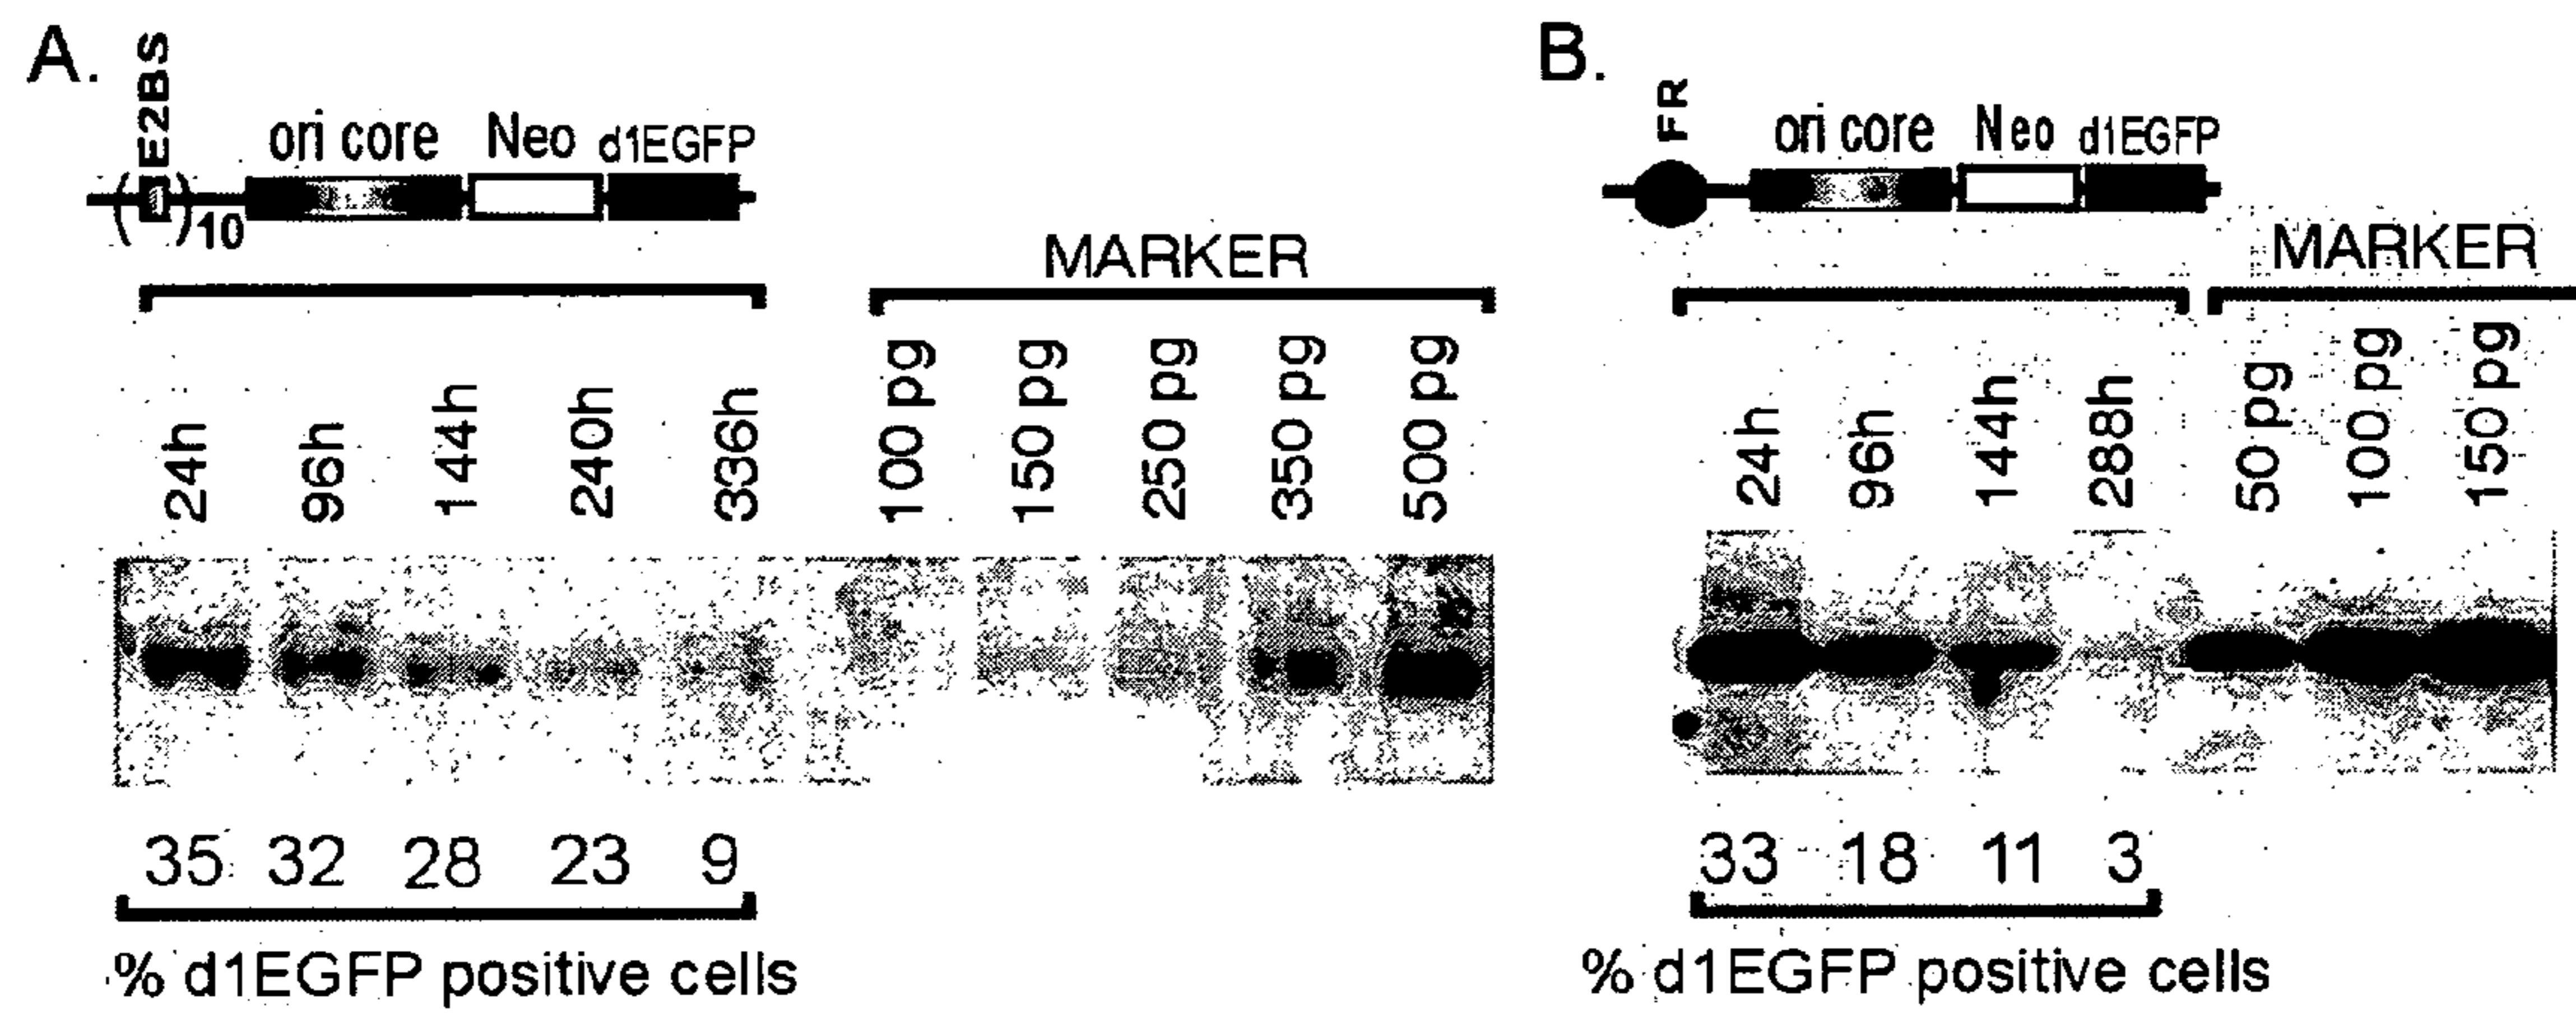 A.
E2BS
ori core Neo d1EGFP
( )10
MARKER
24h 96h 144h 240h 336h 100 pg 150 pg 250 pg 350 pg 500 pg
35 32 28 23 9
% d1EGFP positive cells
B.
FR
ori core Neo d1EGFP
MARKER
24h 96h 144h 288h 50 pg 100 pg 150 pg
33 18 11 3
% d1EGFP positive cells